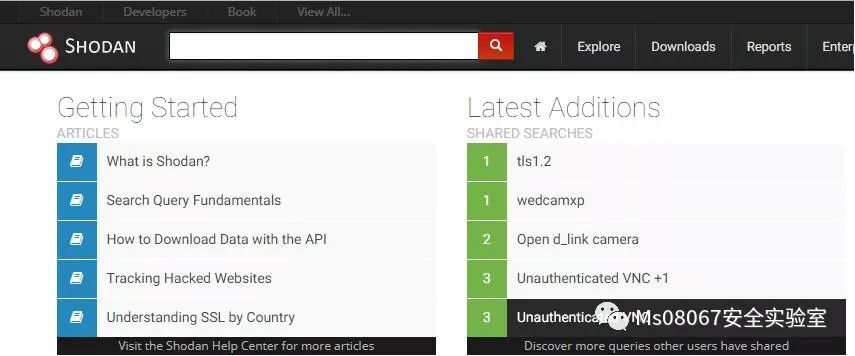 Shodan Developers Book View All...
SHODAN Explore Downloads Reports
Getting Started
ARTICLES
What is Shodan?
Search Query Fundamentals
How to Download Data with the API
Tracking Hacked Websites
Understanding SSL by Country
Visit the Shodan Help Center for more articles
Latest Additions
SHARED SEARCHES
1 tls1.2
1 wedcamxp
2 Open d_link camera
3 Unauthenticated VNC +1
3 Unauthenticated VNC
Ms08067安全实验室
Discover more queries other users have shared